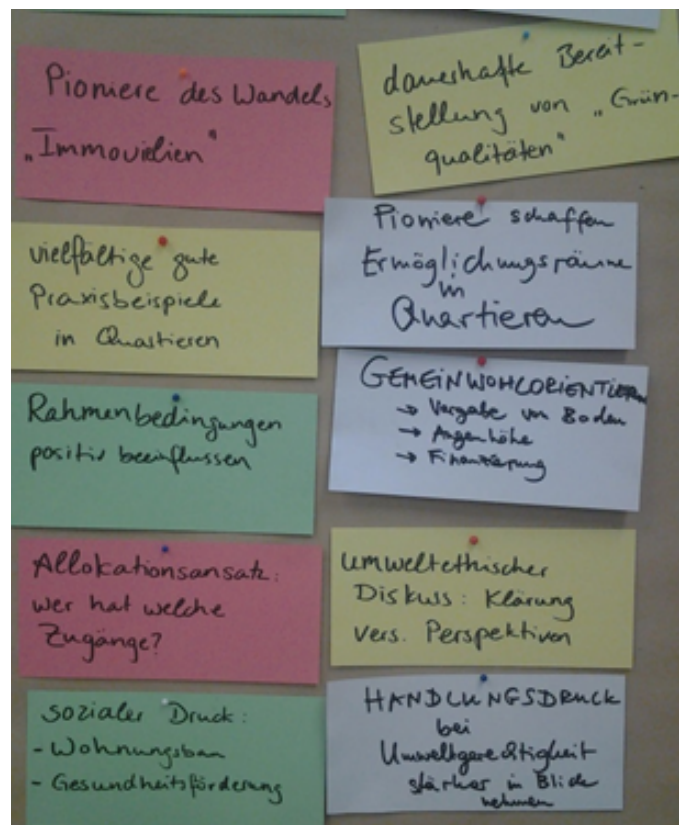 Pioniere des Wandels
„Immovielien"
dauerhafte Bereit-
stellung von „Grün-
qualitäten"
vielfältige gute
Praxisbeispiele
in Quartieren
Pioniere schaffen
Ermöglichungsräume
in
Quartieren
Rahmenbedingungen
positiv beeinflussen
GEMEINWOHLORIENTIERUNG
→ Vergabe von Boden
→ Augenhöhe
→ Finanzierung
Allokationsansatz:
wer hat welche
Zugänge?
umweltethischer
Diskurs: Klärung
vers. Perspektiven
sozialer Druck:
- Wohnungsbau
- Gesundheitsförderung
HANDLUNGSDRUCK
bei
Umweltgerechtigkeit
stärker in Blick
nehmen